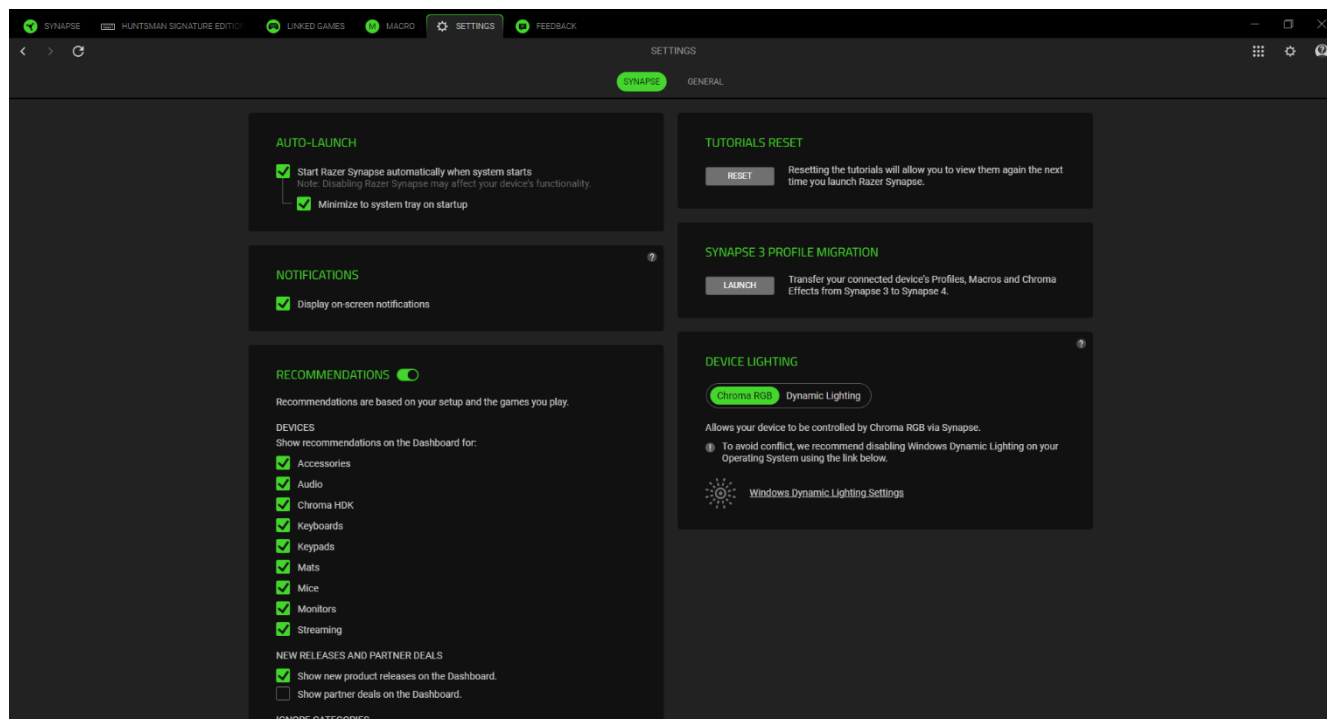 SYNAPSE
HUNTSMAN SIGNATURE EDITIO
LINKED GAMES
M MACRO
SETTINGS
FEEDBACK
SETTINGS
SYNAPSE
GENERAL
AUTO-LAUNCH
Start Razer Synapse automatically when system starts
Note: Disabling Razer Synapse may affect your device's functionality.
Minimize to system tray on startup
?
NOTIFICATIONS
Display on-screen notifications
RECOMMENDATIONS
Recommendations are based on your setup and the games you play.
DEVICES
Show recommendations on the Dashboard for:
Accessories
Audio
Chroma HDK
Keyboards
Keypads
Mats
Mice
Monitors
Streaming
NEW RELEASES AND PARTNER DEALS
Show new product releases on the Dashboard.
Show partner deals on the Dashboard.
IGNORE CATEGORIES
TUTORIALS RESET
RESET
Resetting the tutorials will allow you to view them again the next
time you launch Razer Synapse.
SYNAPSE 3 PROFILE MIGRATION
LAUNCH
Transfer your connected device's Profiles, Macros and Chroma
Effects from Synapse 3 to Synapse 4.
?
DEVICE LIGHTING
Chroma RGB
Dynamic Lighting
Allows your device to be controlled by Chroma RGB via Synapse.
! To avoid conflict, we recommend disabling Windows Dynamic Lighting on your
Operating System using the link below.
Windows Dynamic Lighting Settings